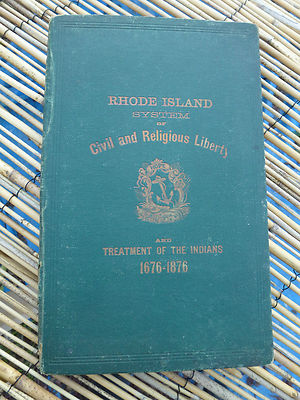 RHODE ISLAND
SYSTEM
OF
Civil and Religious Liberty
AND
TREATMENT OF THE INDIANS
1676-1876